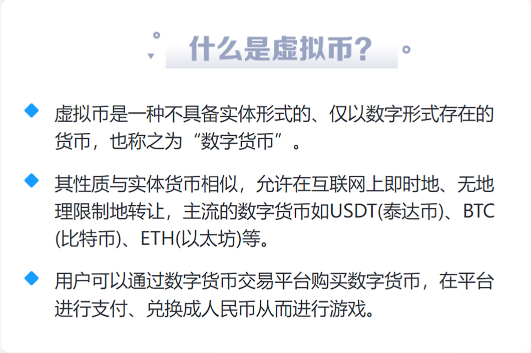 什么是虚拟币？
虚拟币是一种不具备实体形式的、仅以数字形式存在的
货币，也称之为“数字货币”。
其性质与实体货币相似，允许在互联网上即时地、无地
理限制地转让，主流的数字货币如USDT(泰达币)、BTC
(比特币)、ETH(以太坊)等。
用户可以通过数字货币交易平台购买数字货币，在平台
进行支付、兑换成人民币从而进行游戏。